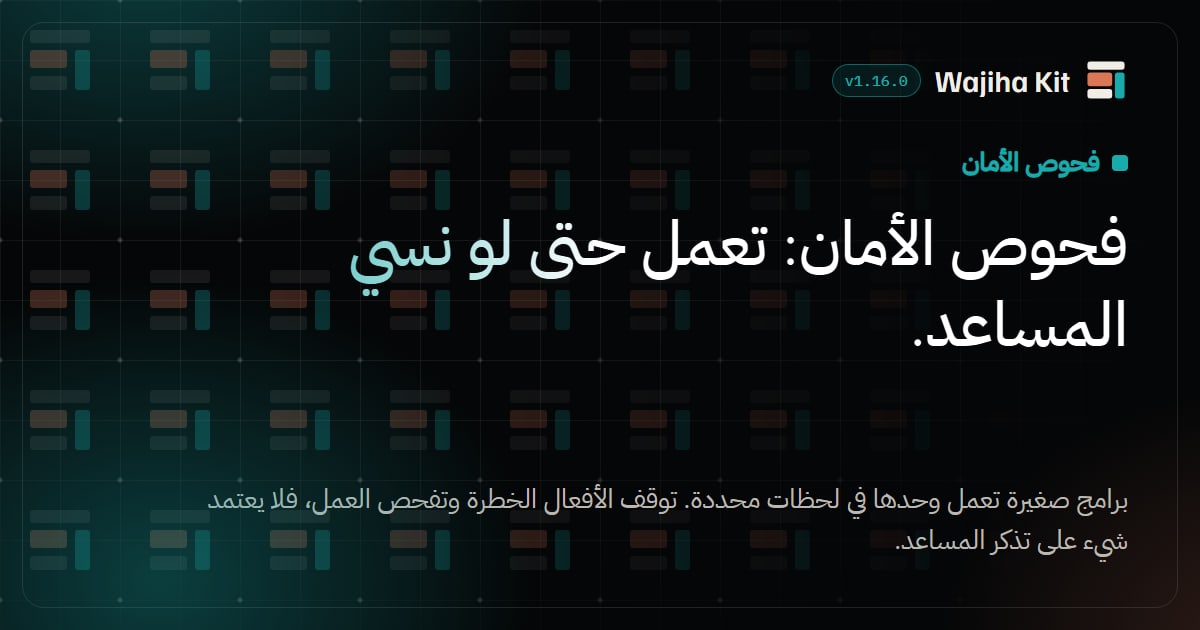 Wajiha Kit v1.16.0
فحوص الأمان
فحوص الأمان: تعمل حتى لو نسي
المساعد.
برامج صغيرة تعمل وحدها في لحظات محددة. توقف الأفعال الخطرة وتفحص العمل، فلا يعتمد
شيء على تذكر المساعد.